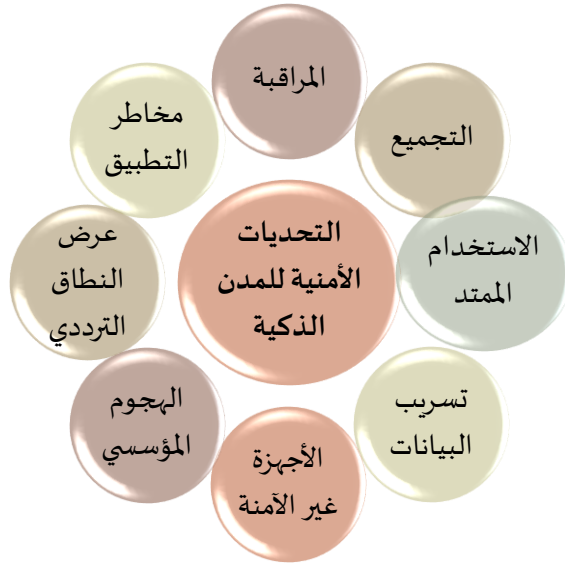 التحديات
الأمنية للمدن
الذكية
المراقبة
التجميع
الاستخدام
الممتد
تسريب
البيانات
الأجهزة
غير الآمنة
الهجوم
المؤسسي
عرض
النطاق
الترددي
مخاطر
التطبيق